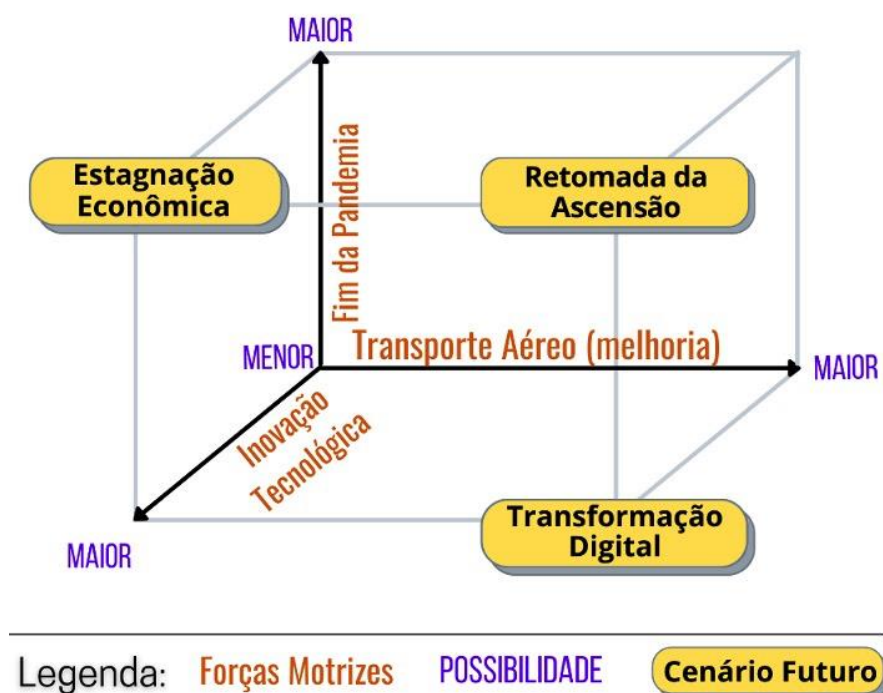 MAIOR
Estagnação
Econômica
Retomada da
Ascensão
Fim da Pandemia
MENOR
Transporte Aéreo (melhoria)
MAIOR
Inovação
Tecnológica
MAIOR
Transformação
Digital
Legenda: Forças Motrizes POSSIBILIDADE Cenário Futuro